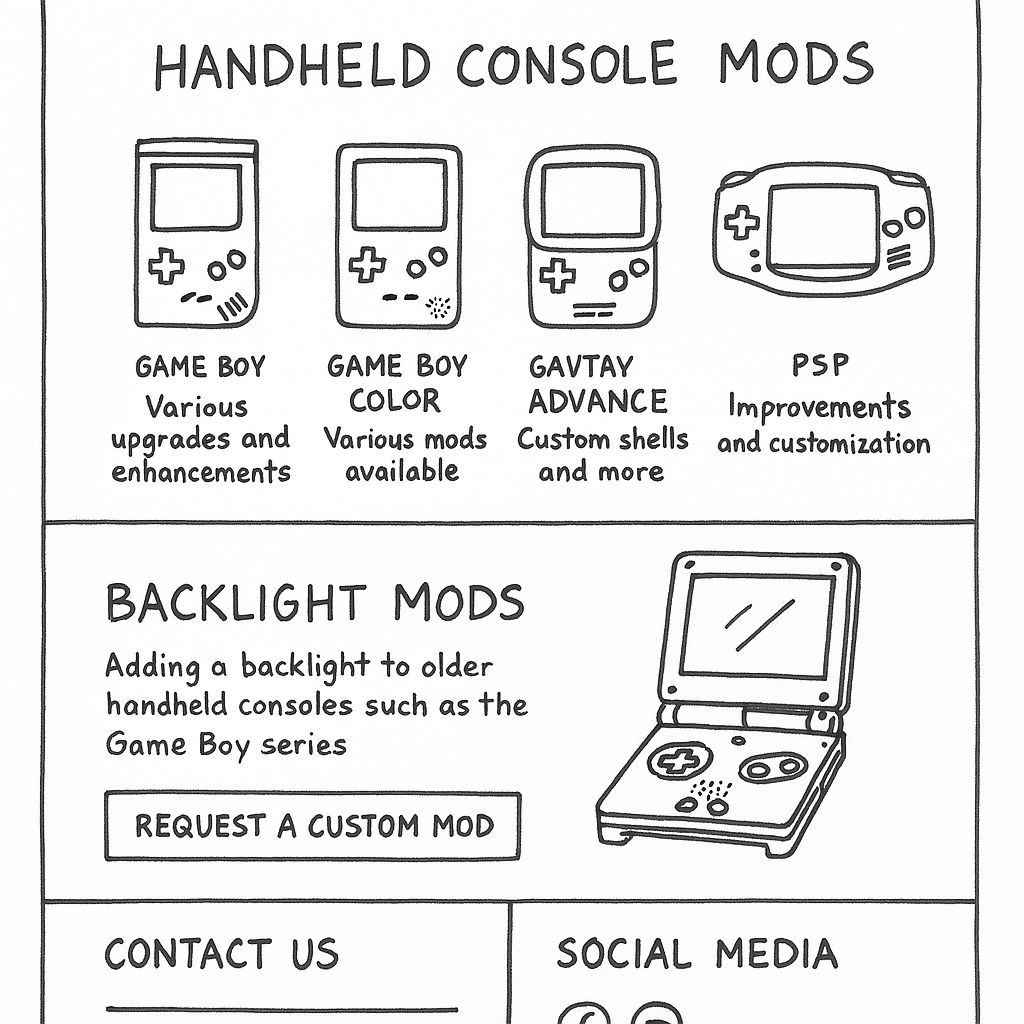 HANDHELD CONSOLE MODS
GAME BOY
Various
upgrades and
enhancements
GAME BOY
COLOR
Various mods
available
GAVTAY
ADVANCE
Custom shells
and more
PSP
Improvements
and customization
BACKLIGHT MODS
Adding a backlight to older
handheld consoles such as the
Game Boy series
REQUEST A CUSTOM MOD
CONTACT US
SOCIAL MEDIA